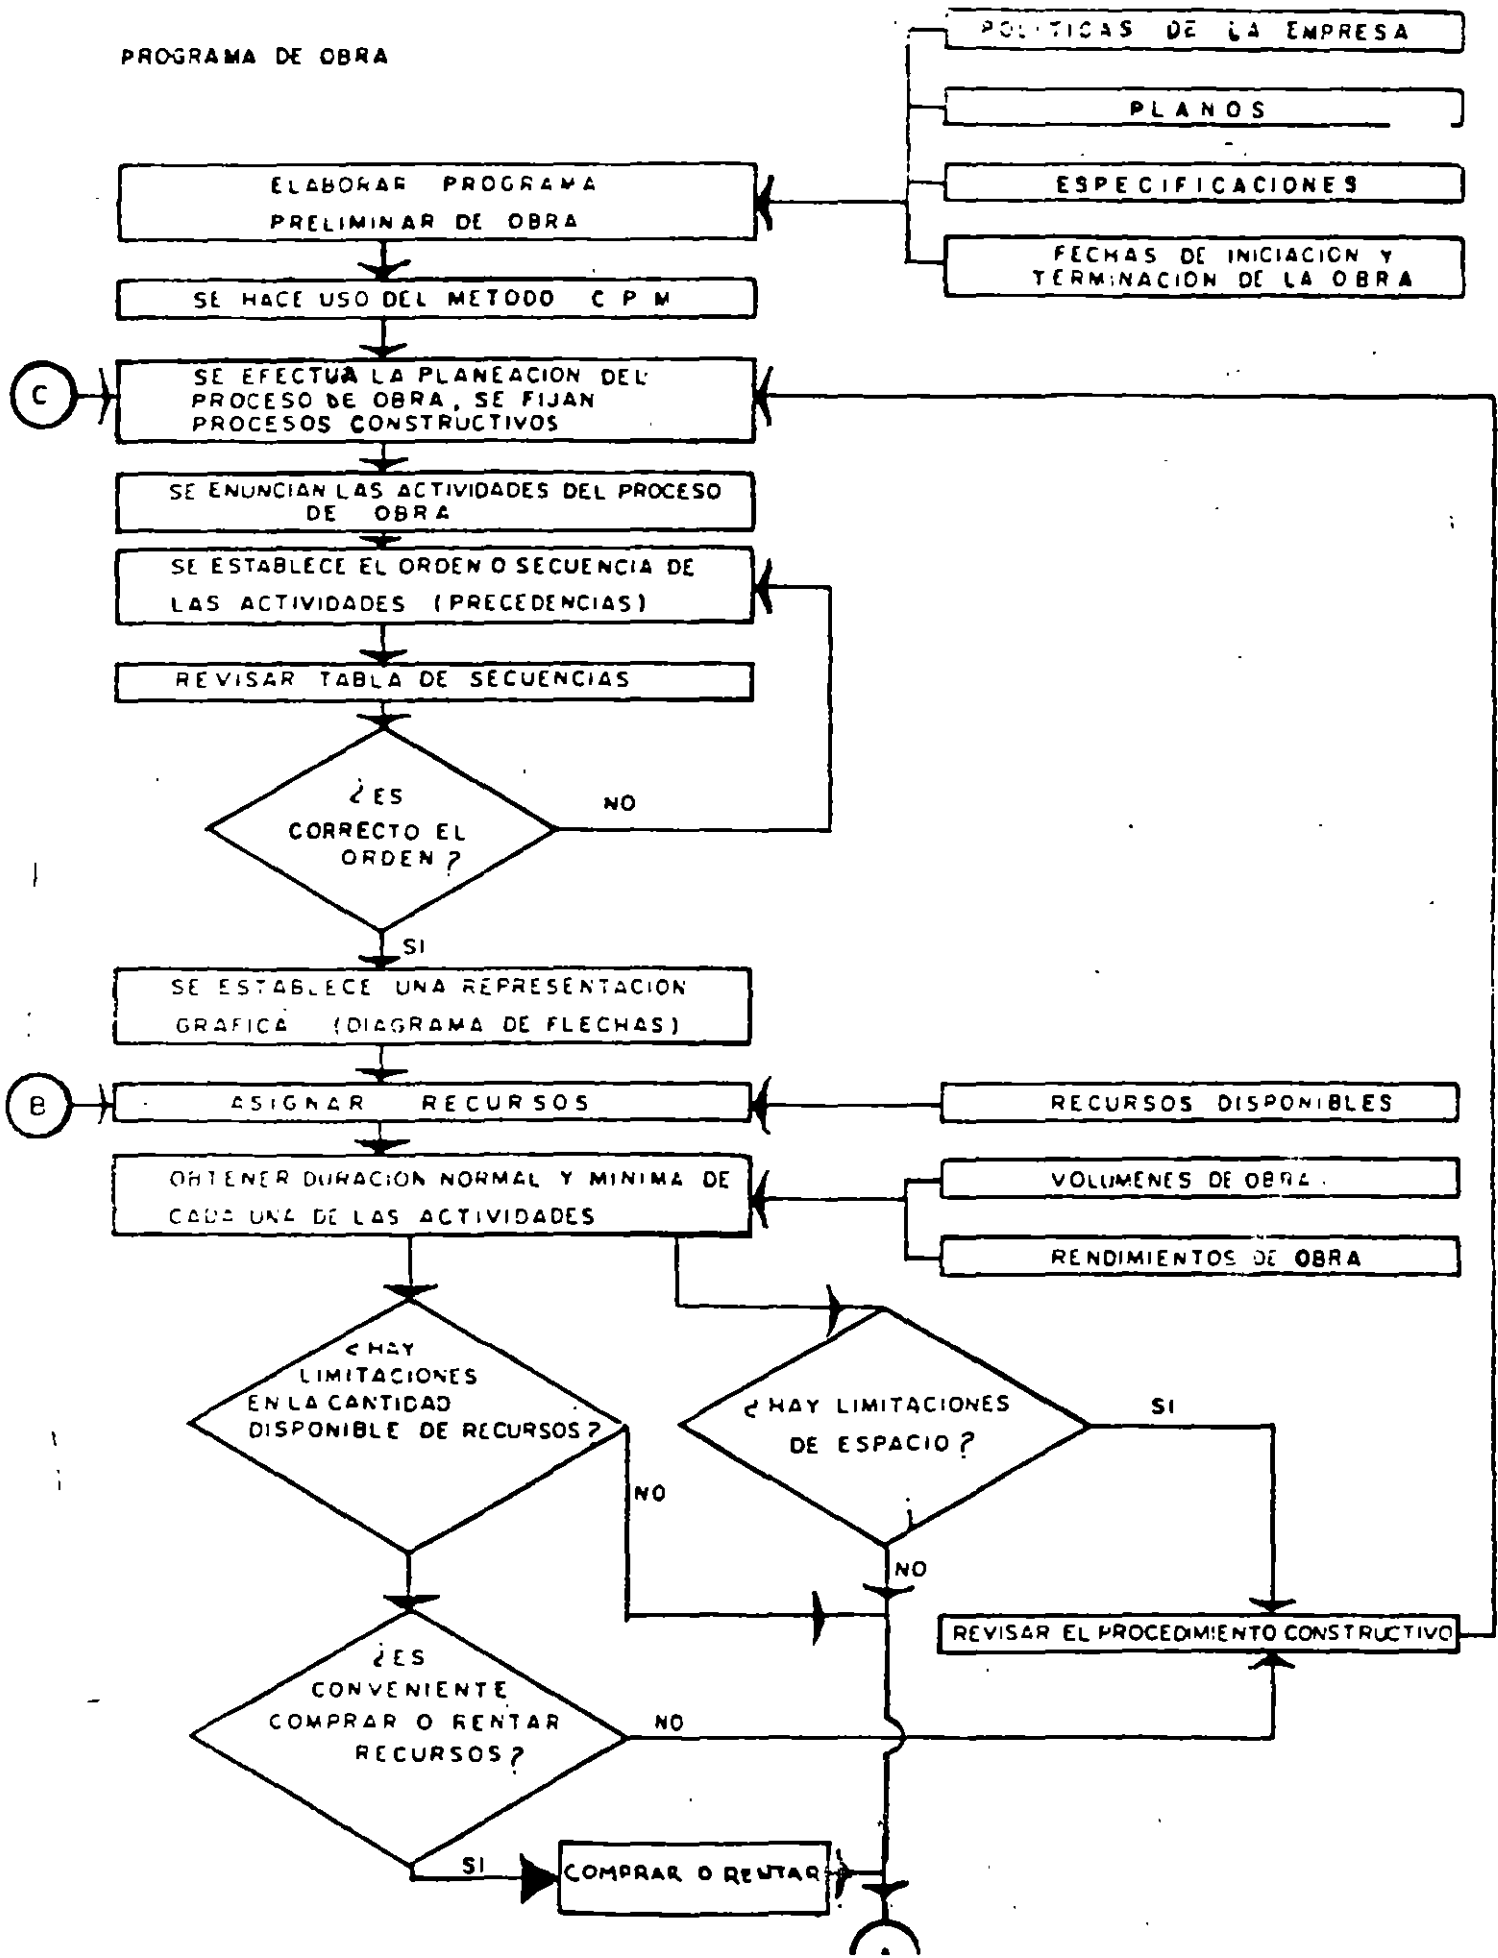 PROGRAMA DE OBRA
POLITICAS DE LA EMPRESA
PLANOS
ESPECIFICACIONES
FECHAS DE INICIACION Y
TERMINACION DE LA OBRA
ELABORAR PROGRAMA
PRELIMINAR DE OBRA
SE HACE USO DEL METODO C P M
C
SE EFECTUA LA PLANEACION DEL
PROCESO DE OBRA, SE FIJAN
PROCESOS CONSTRUCTIVOS
SE ENUNCIAN LAS ACTIVIDADES DEL PROCESO
DE OBRA
SE ESTABLECE EL ORDEN O SECUENCIA DE
LAS ACTIVIDADES (PRECEDENCIAS)
REVISAR TABLA DE SECUENCIAS
¿ES
CORRECTO EL
ORDEN?
NO
SI
SE ESTABLECE UNA REPRESENTACION
GRAFICA (DIAGRAMA DE FLECHAS)
B
ASIGNAR RECURSOS
RECURSOS DISPONIBLES
OBTENER DURACION NORMAL Y MINIMA DE
CADA UNA DE LAS ACTIVIDADES
VOLUMENES DE OBRA
RENDIMIENTOS DE OBRA
¿HAY
LIMITACIONES
EN LA CANTIDAD
DISPONIBLE DE RECURSOS?
NO
¿HAY LIMITACIONES
DE ESPACIO?
SI
NO
REVISAR EL PROCEDIMIENTO CONSTRUCTIVO
¿ES
CONVENIENTE
COMPRAR O RENTAR
RECURSOS?
NO
SI
COMPRAR O RENTAR